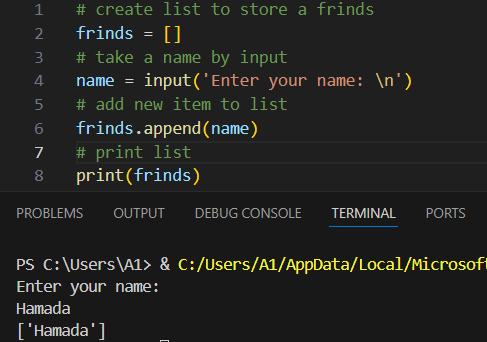 1 # create list to store a frinds
2 frinds = []
3 # take a name by input
4 name = input('Enter your name: \n')
5 # add new item to list
6 frinds.append(name)
7 # print list
8 print(frinds)
PROBLEMS OUTPUT DEBUG CONSOLE TERMINAL PORTS
PS C:\Users\A1> & C:/Users/A1/AppData/Local/Microsoft
Enter your name:
Hamada
['Hamada']